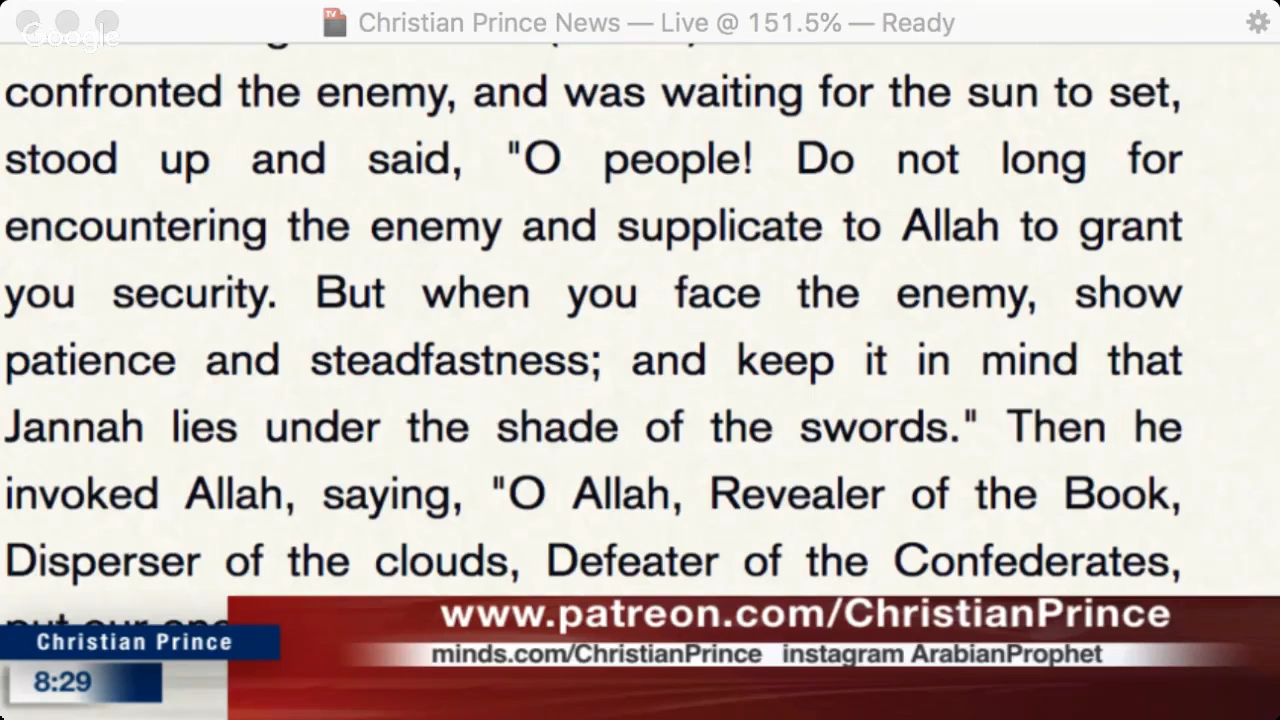 Christian Prince News — Live @ 151.5% — Ready
Google
confronted the enemy, and was waiting for the sun to set,
stood up and said, "O people! Do not long for
encountering the enemy and supplicate to Allah to grant
you security. But when you face the enemy, show
patience and steadfastness; and keep it in mind that
Jannah lies under the shade of the swords." Then he
invoked Allah, saying, "O Allah, Revealer of the Book,
Disperser of the clouds, Defeater of the Confederates,
put our
www.patreon.com/ChristianPrince
Christian Prince
minds.com/ChristianPrince instagram ArabianProphet
8:29